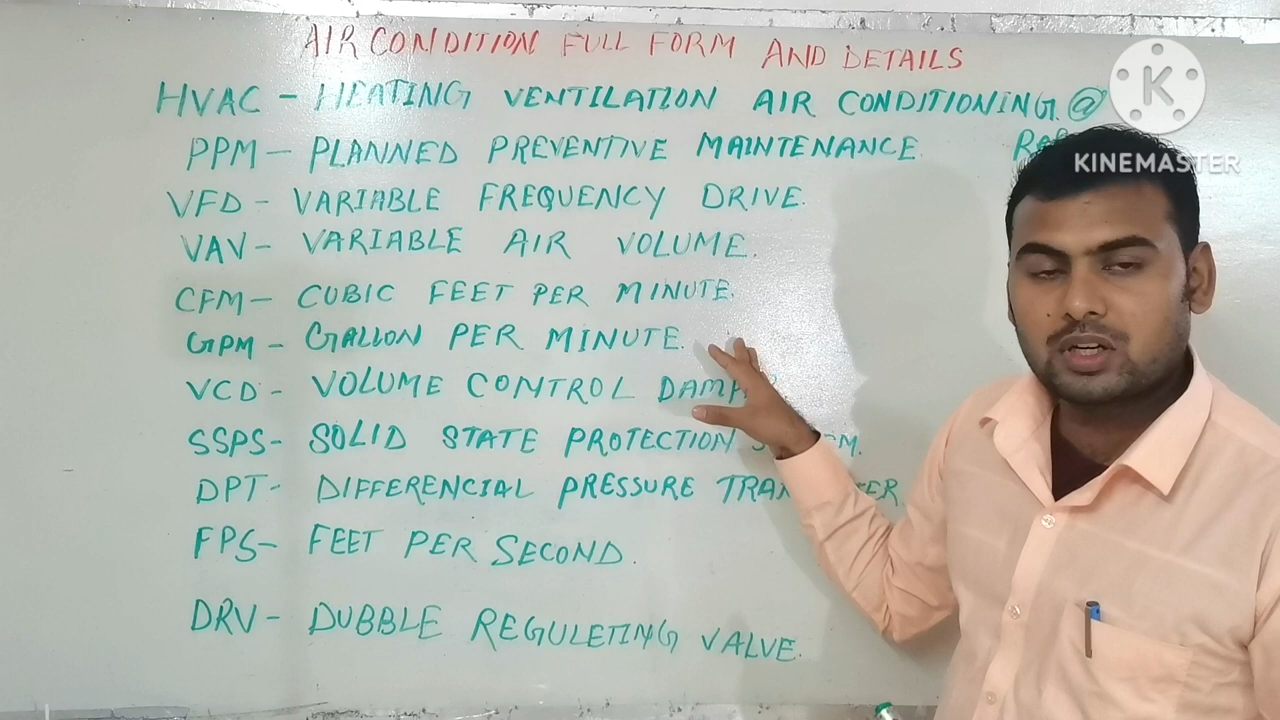 AIR CONDITION FULL FORM AND DETAILS
HVAC - HEATING VENTILATION AIR CONDITIONING. @
PPM - PLANNED PREVENTIVE MAINTENANCE.
VFD - VARIABLE FREQUENCY DRIVE.
VAV - VARIABLE AIR VOLUME.
CFM - CUBIC FEET PER MINUTE.
GPM - GALLON PER MINUTE.
VCD - VOLUME CONTROL
SSPS - SOLID STATE PROTECTION
DPT - DIFFERENCIAL PRESSURE
FPS - FEET PER SECOND.
DRV - DUBBLE REGULETING VALVE.
K
KINEMASTER